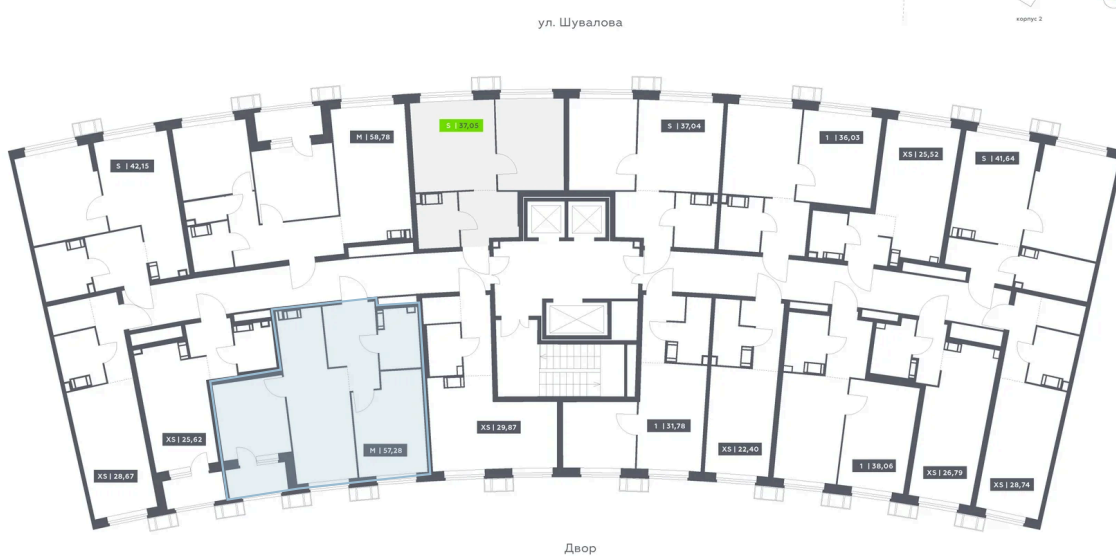 корпус 2
ул. Шувалова
S | 37,05
S | 37,04
M | 58,78
1 | 36,03
XS | 25,52
S | 41,64
S | 42,15
XS | 28,67
XS | 25,62
M | 57,28
XS | 29,87
1 | 31,78
XS | 22,40
1 | 38,06
XS | 26,79
XS | 28,74
Двор